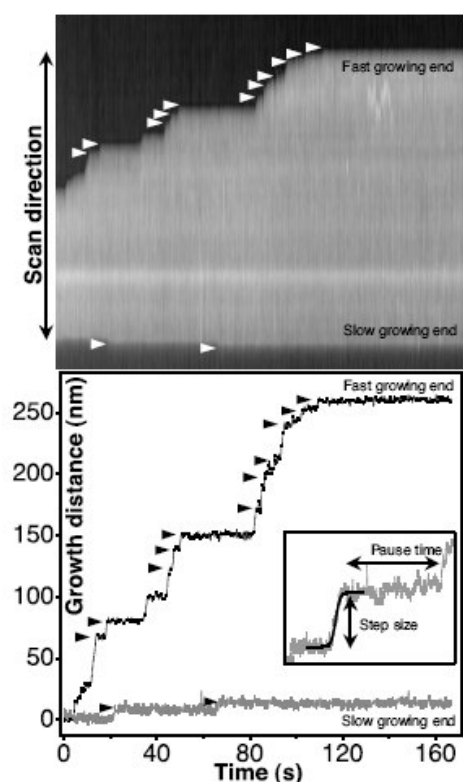 Scan direction
Fast growing end
Slow growing end
Growth distance (nm)
Fast growing end
250
200
150
100
50
0
Pause time
Step size
Slow growing end
0
40
80
120
160
Time (s)